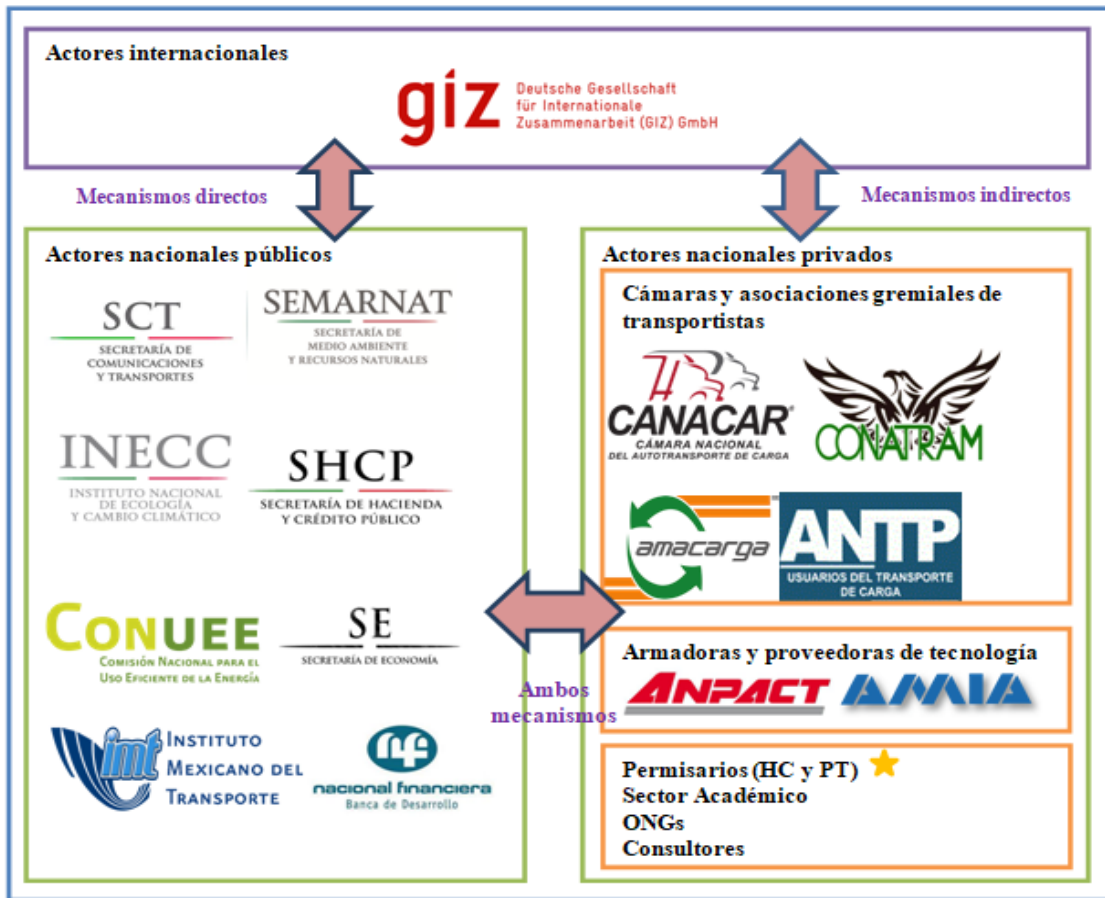 Actores internacionales
giz
Deutsche Gesellschaft
für Internationale
Zusammenarbeit (GIZ) GmbH
Mecanismos directos
Mecanismos indirectos
Actores nacionales públicos
SCT
SECRETARÍA DE
COMUNICACIONES
Y TRANSPORTES
SEMARNAT
SECRETARÍA DE
MEDIO AMBIENTE
Y RECURSOS NATURALES
INECC
INSTITUTO NACIONAL
DE ECOLOGÍA
Y CAMBIO CLIMÁTICO
SHCP
SECRETARÍA DE HACIENDA
Y CRÉDITO PÚBLICO
CONUEE
COMISIÓN NACIONAL PARA EL
USO EFICIENTE DE LA ENERGÍA
SE
SECRETARÍA DE ECONOMÍA
imt
INSTITUTO
MEXICANO DEL
TRANSPORTE
nf
nacional financiera
Banca de Desarrollo
Ambos
mecanismos
Actores nacionales privados
Cámaras y asociaciones gremiales de
transportistas
CANACAR®
CÁMARA NACIONAL
DEL AUTOTRANSPORTE DE CARGA
CONATRAM
amacarga
ANTP
USUARIOS DEL TRANSPORTE
DE CARGA
Armadoras y proveedoras de tecnología
ANPACT
AMIA
Permisarios (HC y PT)
Sector Académico
ONGs
Consultores